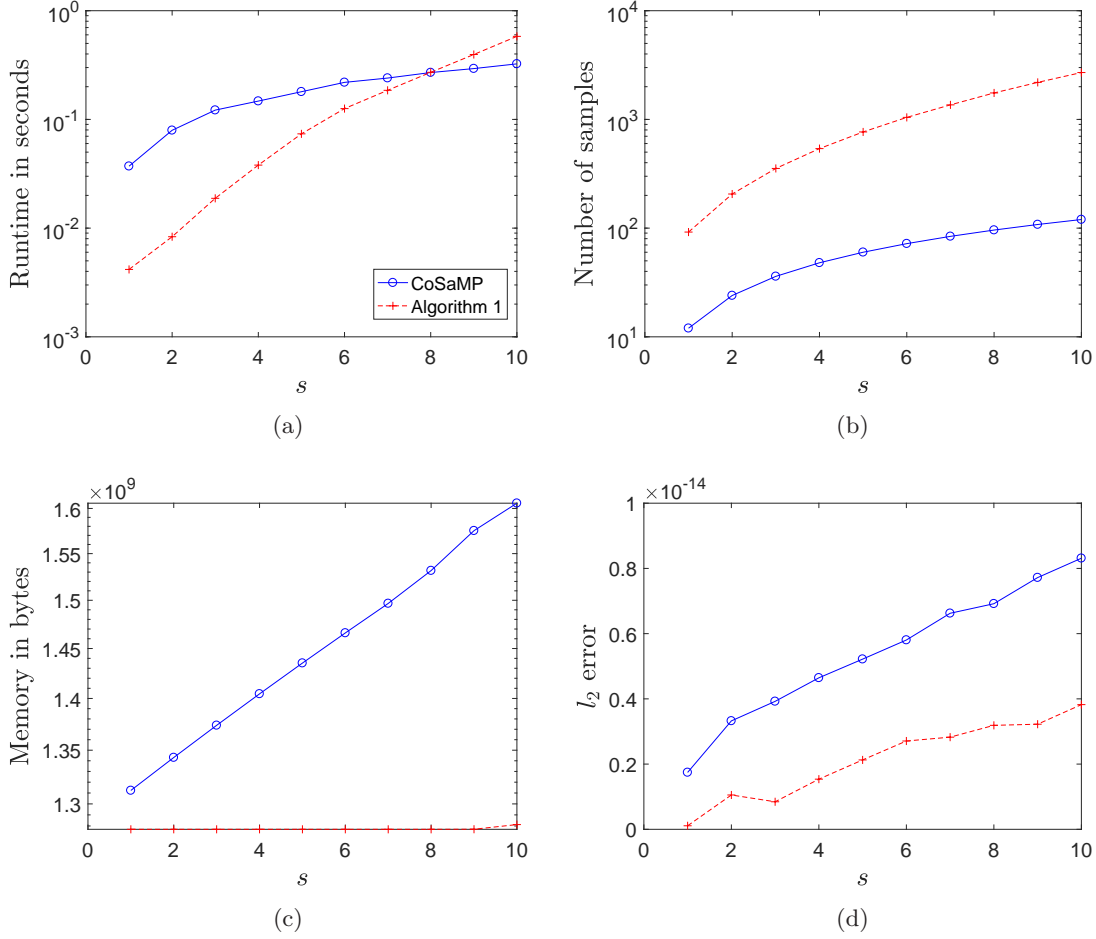 10^0
10^-1
10^-2
10^-3
Runtime in seconds
CoSaMP
Algorithm 1
0 2 4 6 8 10
s
(a)
10^4
10^3
10^2
10^1
Number of samples
0 2 4 6 8 10
s
(b)
×10^9
1.6
1.55
1.5
1.45
1.4
1.35
1.3
Memory in bytes
0 2 4 6 8 10
s
(c)
×10^-14
1
0.8
0.6
0.4
0.2
0
l_2 error
0 2 4 6 8 10
s
(d)